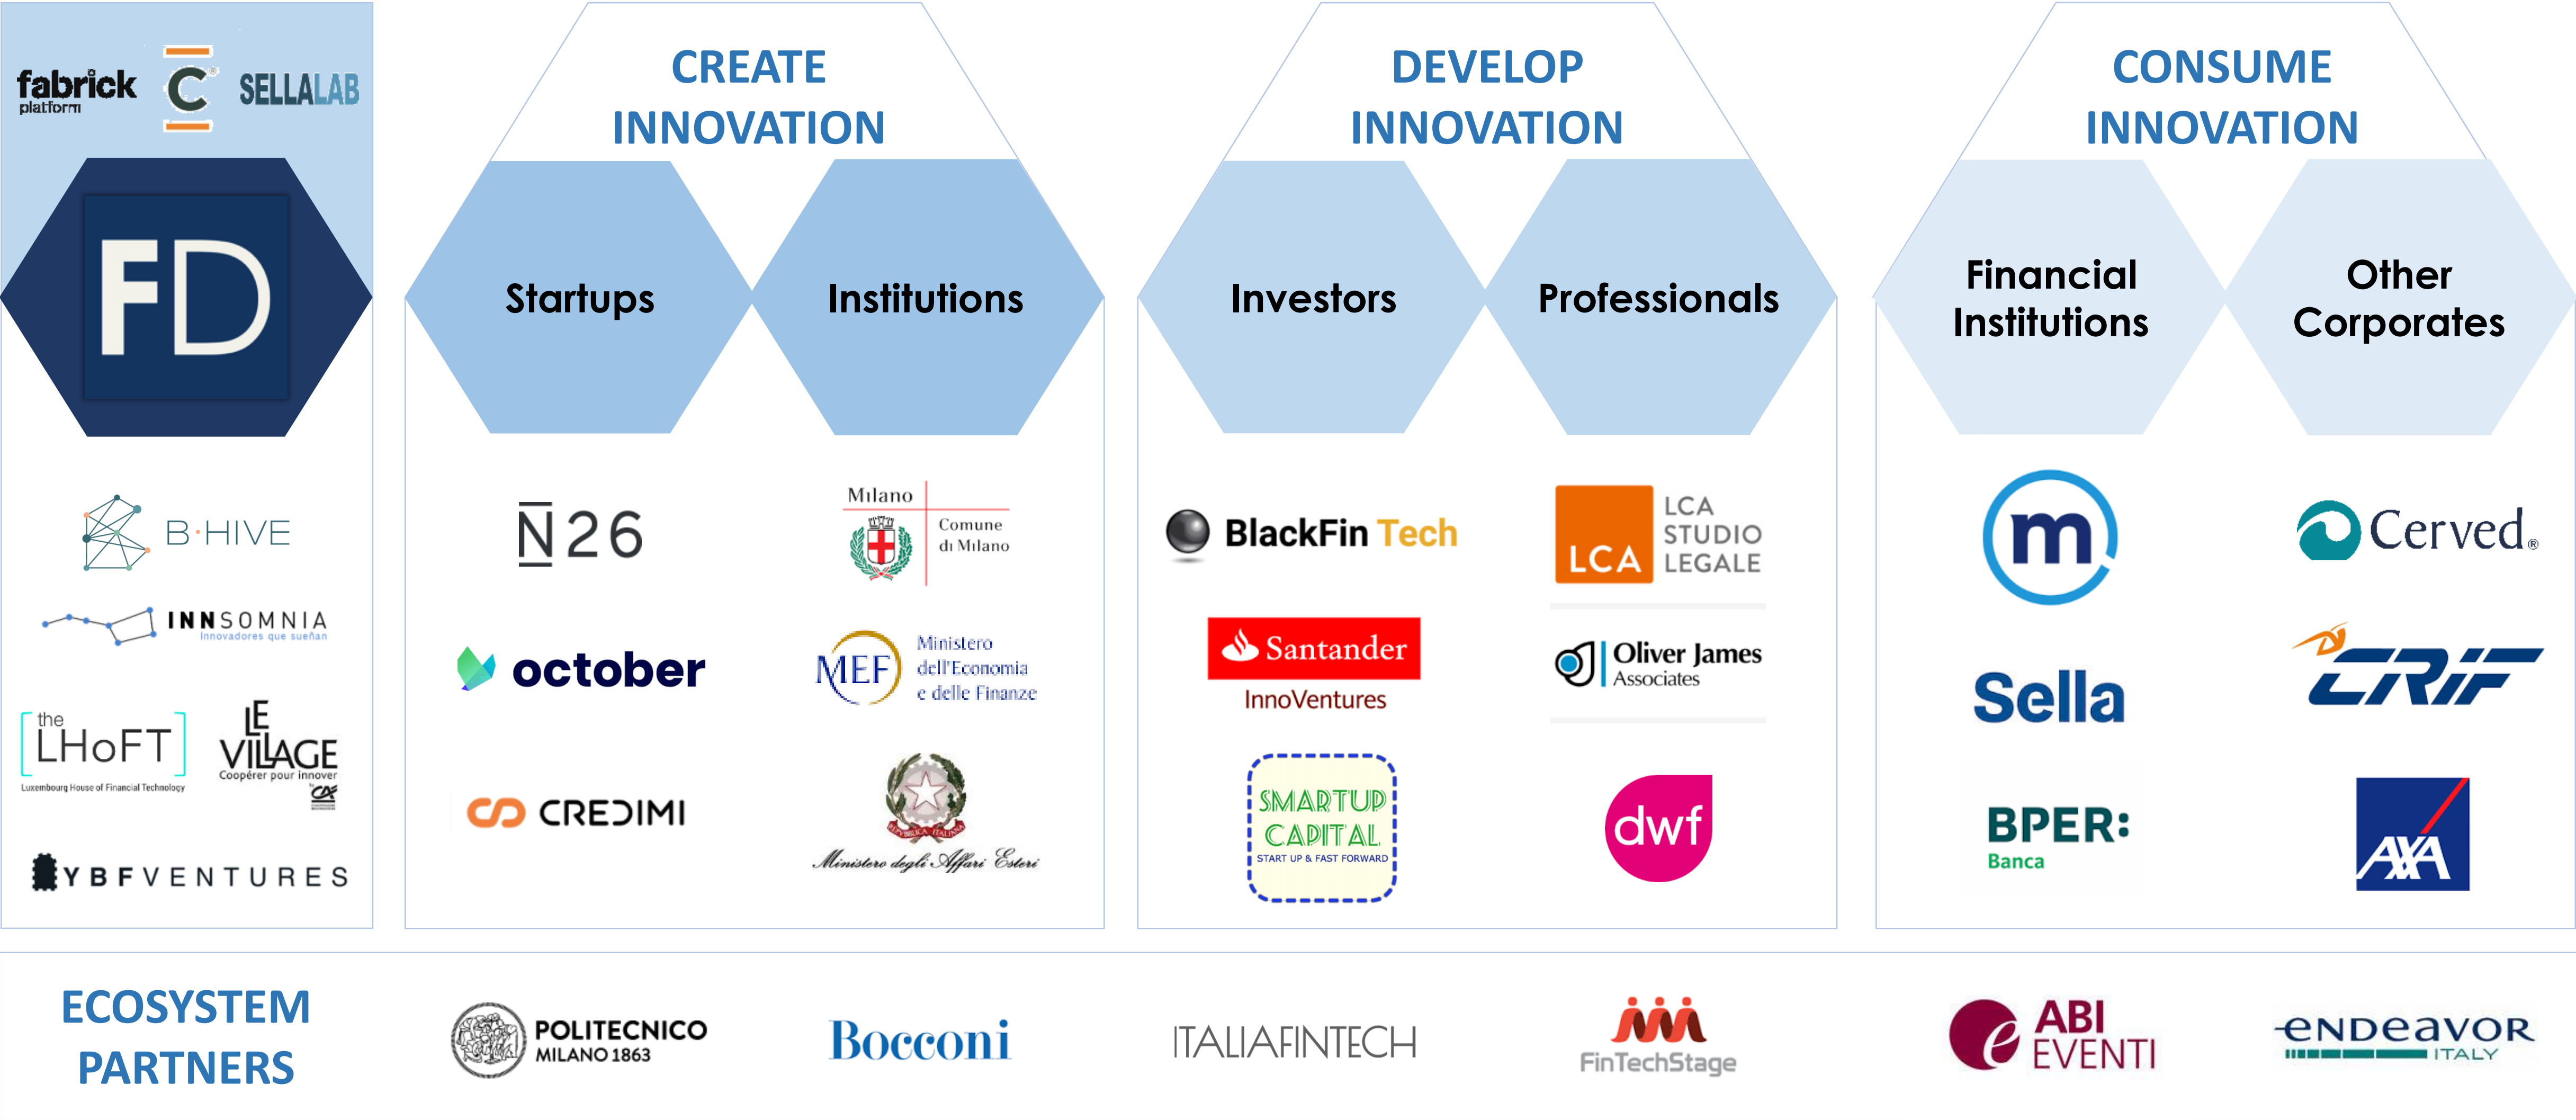 fabrick
platform
C®
SELLALAB
FD
B·HIVE
INNSOMNIA
Innovadores que sueñan
the
LHoFT
Luxembourg House of Financial Technology
LE
VILLAGE
Coopérer pour innover
by CA
YBFVENTURES
CREATE
INNOVATION
Startups
Institutions
N26
october
CREDIMI
Milano
Comune
di Milano
MEF
Ministero
dell'Economia
e delle Finanze
REPVBBLICA ITALIANA
Ministero degli Affari Esteri
DEVELOP
INNOVATION
Investors
Professionals
BlackFin Tech
Santander
InnoVentures
SMARTUP
CAPITAL
START UP & FAST FORWARD
LCA
LCA
STUDIO
LEGALE
Oliver James
Associates
dwf
CONSUME
INNOVATION
Financial
Institutions
Other
Corporates
m
Sella
BPER:
Banca
Cerved®
CRIF
AXA
ECOSYSTEM
PARTNERS
POLITECNICO
MILANO 1863
Bocconi
ITALIAFINTECH
FinTechStage
e
ABI
EVENTI
ENDEAVOR
ITALY